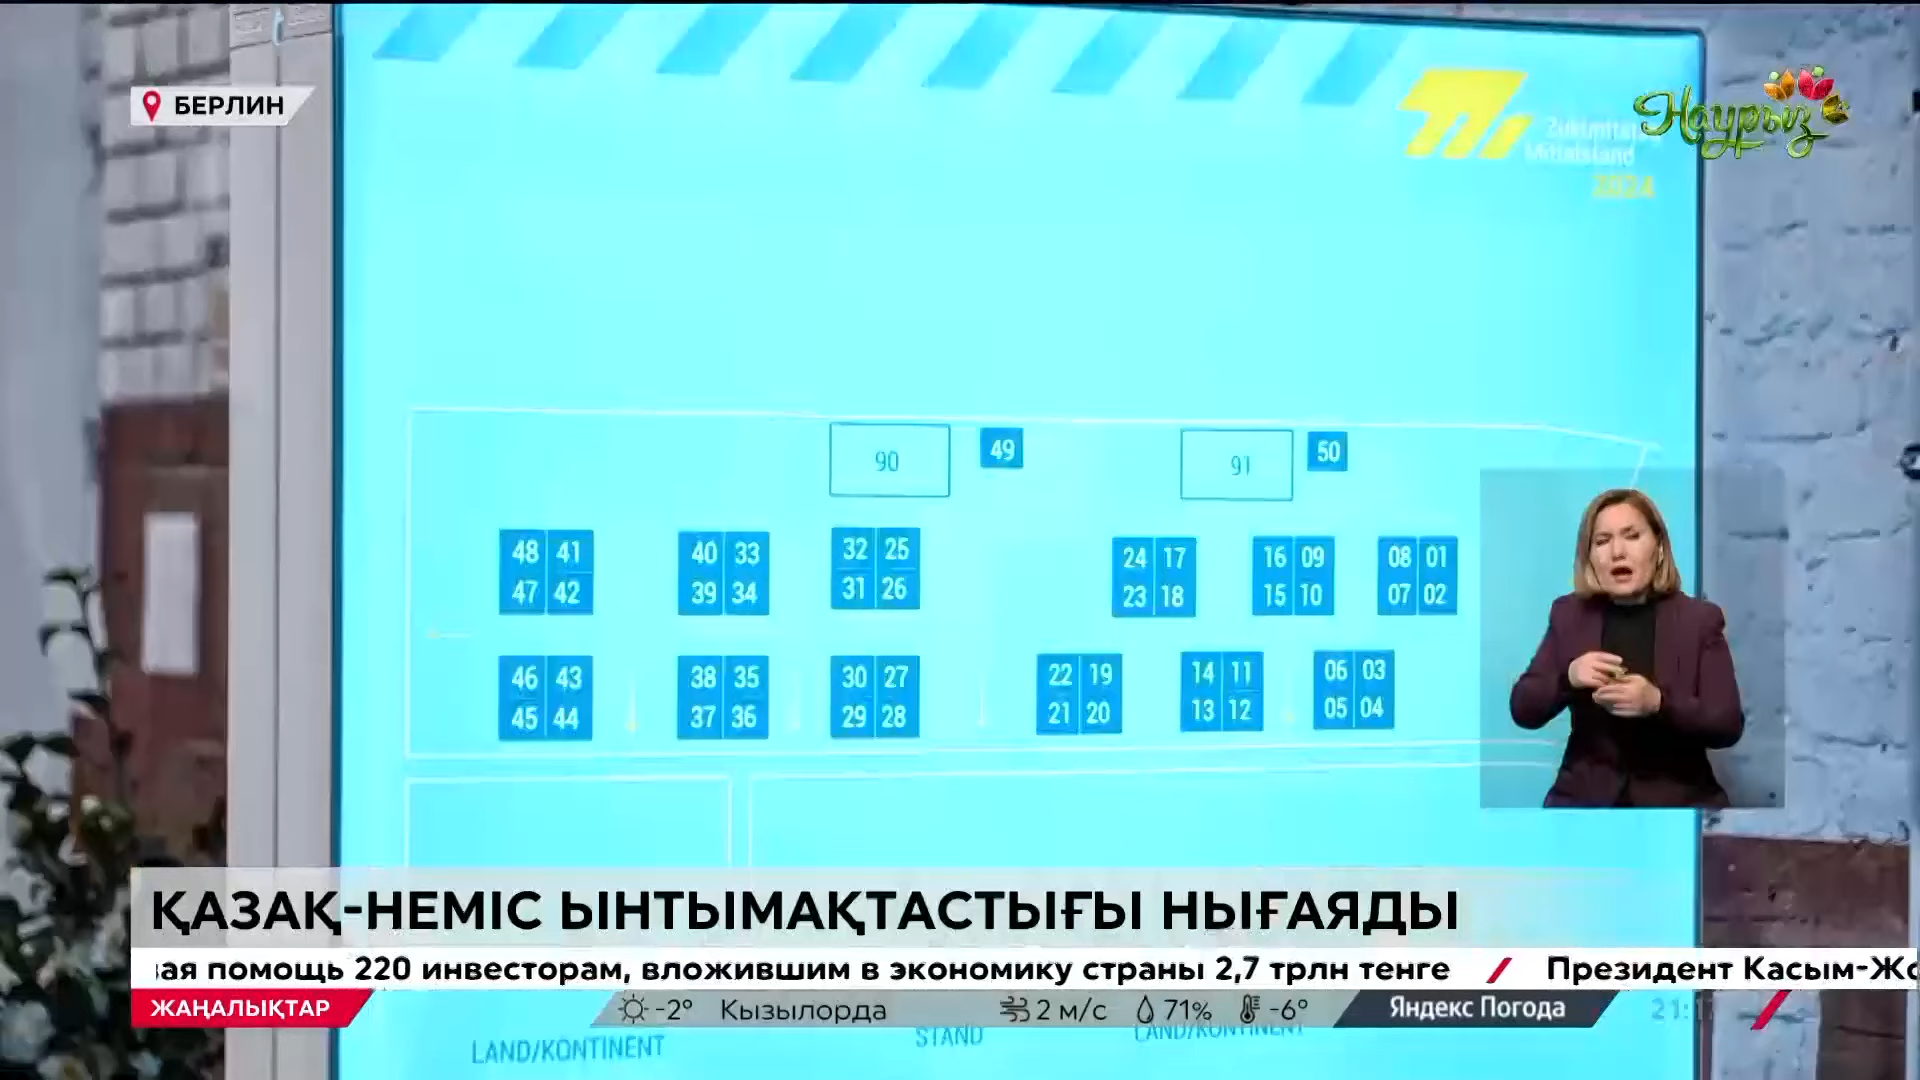 БЕРЛИН
Наурыз
Mittelstand
2024
90 49 91 50
48 41 40 33 32 25 24 17 16 09 08 01
47 42 39 34 31 26 23 18 15 10 07 02
46 43 38 35 30 27 22 19 14 11 06 03
45 44 37 36 29 28 21 20 13 12 05 04
ҚАЗАҚ-НЕМІС ЫНТЫМАҚТАСТЫҒЫ НЫҒАЯДЫ
помощь 220 инвесторам, вложившим в экономику страны 2,7 трлн тенге / Президент Касым-Жо
ЖАҢАЛЫҚТАР -2° Кызылорда 2 м/с 71% -6° Яндекс Погода
LAND/KONTINENT STAND LAND/KONTINENT